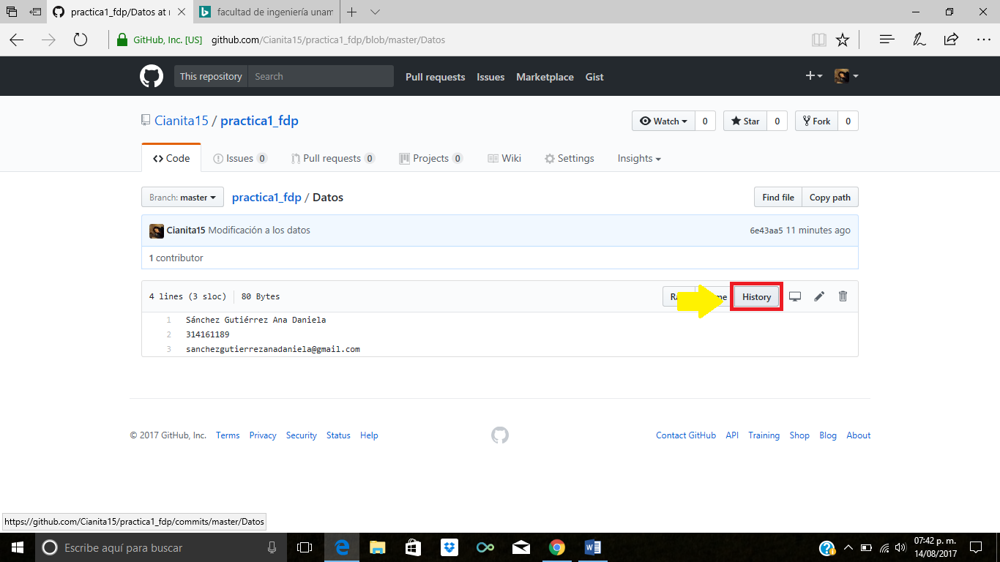 practica1_fdp/Datos at
facultad de ingeniería unam
GitHub, Inc. [US] github.com/Cianita15/practica1_fdp/blob/master/Datos
This repository Search Pull requests Issues Marketplace Gist
Cianita15 / practica1_fdp
Watch 0 Star 0 Fork 0
Code Issues 0 Pull requests 0 Projects 0 Wiki Settings Insights
Branch: master practica1_fdp / Datos Find file Copy path
Cianita15 Modificación a los datos 6e43aa5 11 minutes ago
1 contributor
4 lines (3 sloc) 80 Bytes History
1 Sánchez Gutiérrez Ana Daniela
2 314161189
3 sanchezgutierrezanadaniela@gmail.com
© 2017 GitHub, Inc. Terms Privacy Security Status Help Contact GitHub API Training Shop Blog About
https://github.com/Cianita15/practica1_fdp/commits/master/Datos
Escribe aquí para buscar
07:42 p. m.
14/08/2017